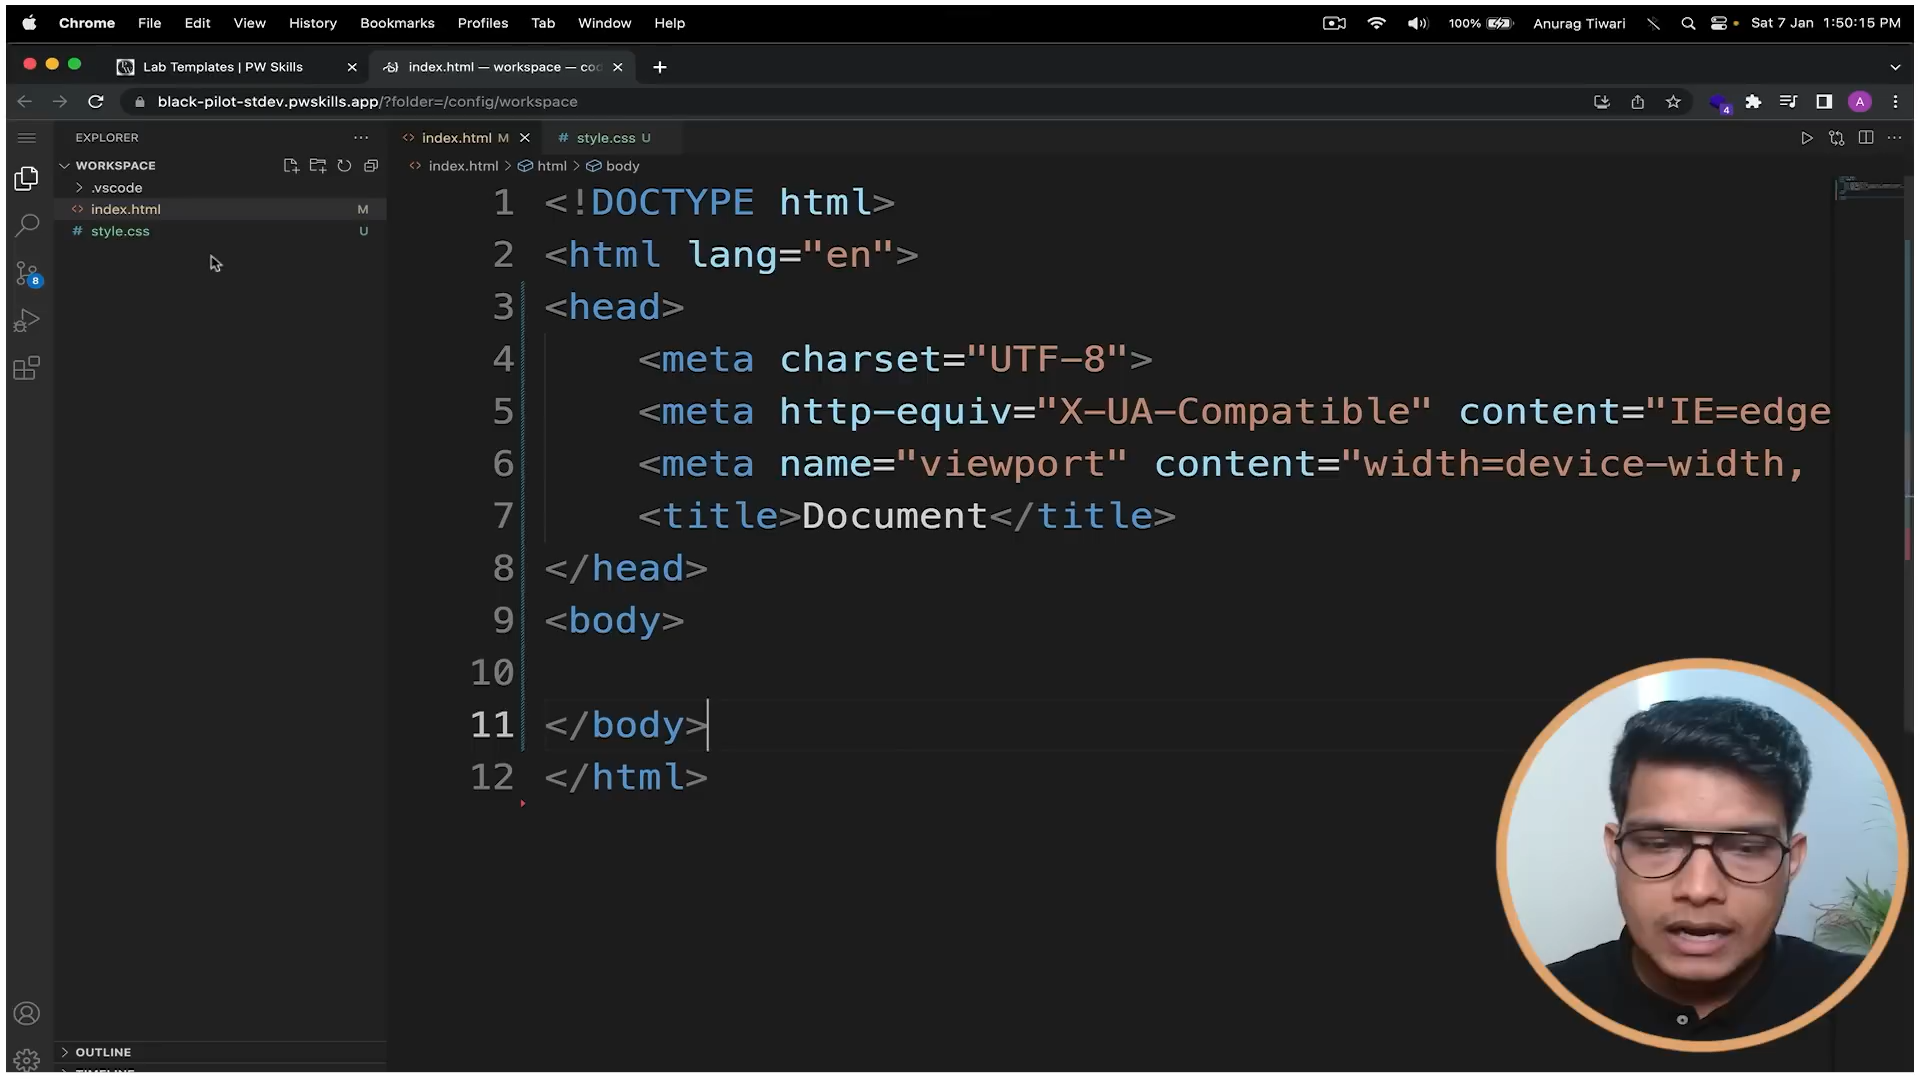 Chrome File Edit View History Bookmarks Profiles Tab Window Help 100% Anurag Tiwari Sat 7 Jan 1:50:15 PM
Lab Templates | PW Skills index.html — workspace — co
black-pilot-stdev.pwskills.app/?folder=/config/workspace 4 A
EXPLORER
index.html M
# style.css U
WORKSPACE
index.html > html > body
.vscode
index.html M
# style.css U
8
1 <!DOCTYPE html>
2 <html lang="en">
3 <head>
4 <meta charset="UTF-8">
5 <meta http-equiv="X-UA-Compatible" content="IE=edge
6 <meta name="viewport" content="width=device-width,
7 <title>Document</title>
8 </head>
9 <body>
10
11 </body>
12 </html>
OUTLINE